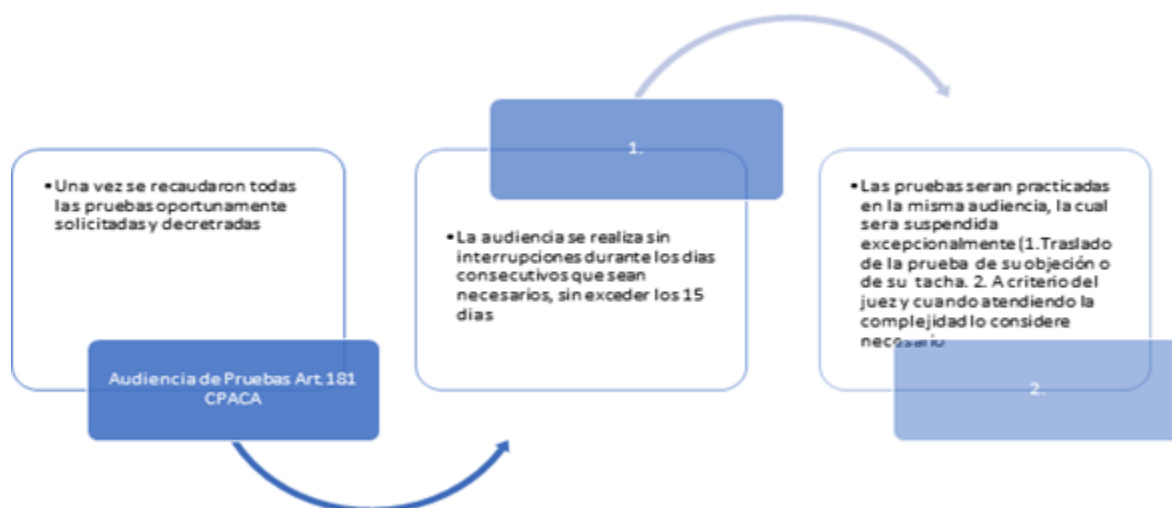 •Una vez se recaudaron todas
las pruebas oportunamente
solicitadas y decretradas
Audiencia de Pruebas Art.181
CPACA
1.
•La audiencia se realiza sin
interrupciones durante los dias
consecutivos que sean
necesarios, sin exceder los 15
dias
•Las pruebas seran practicadas
en la misma audiencia, la cual
sera suspendida
excepcionalmente (1.Traslado
de la prueba de su objeción o
de su tacha. 2. A criterio del
juez y cuando atendiendo la
complejidad lo considere
necesario
2.